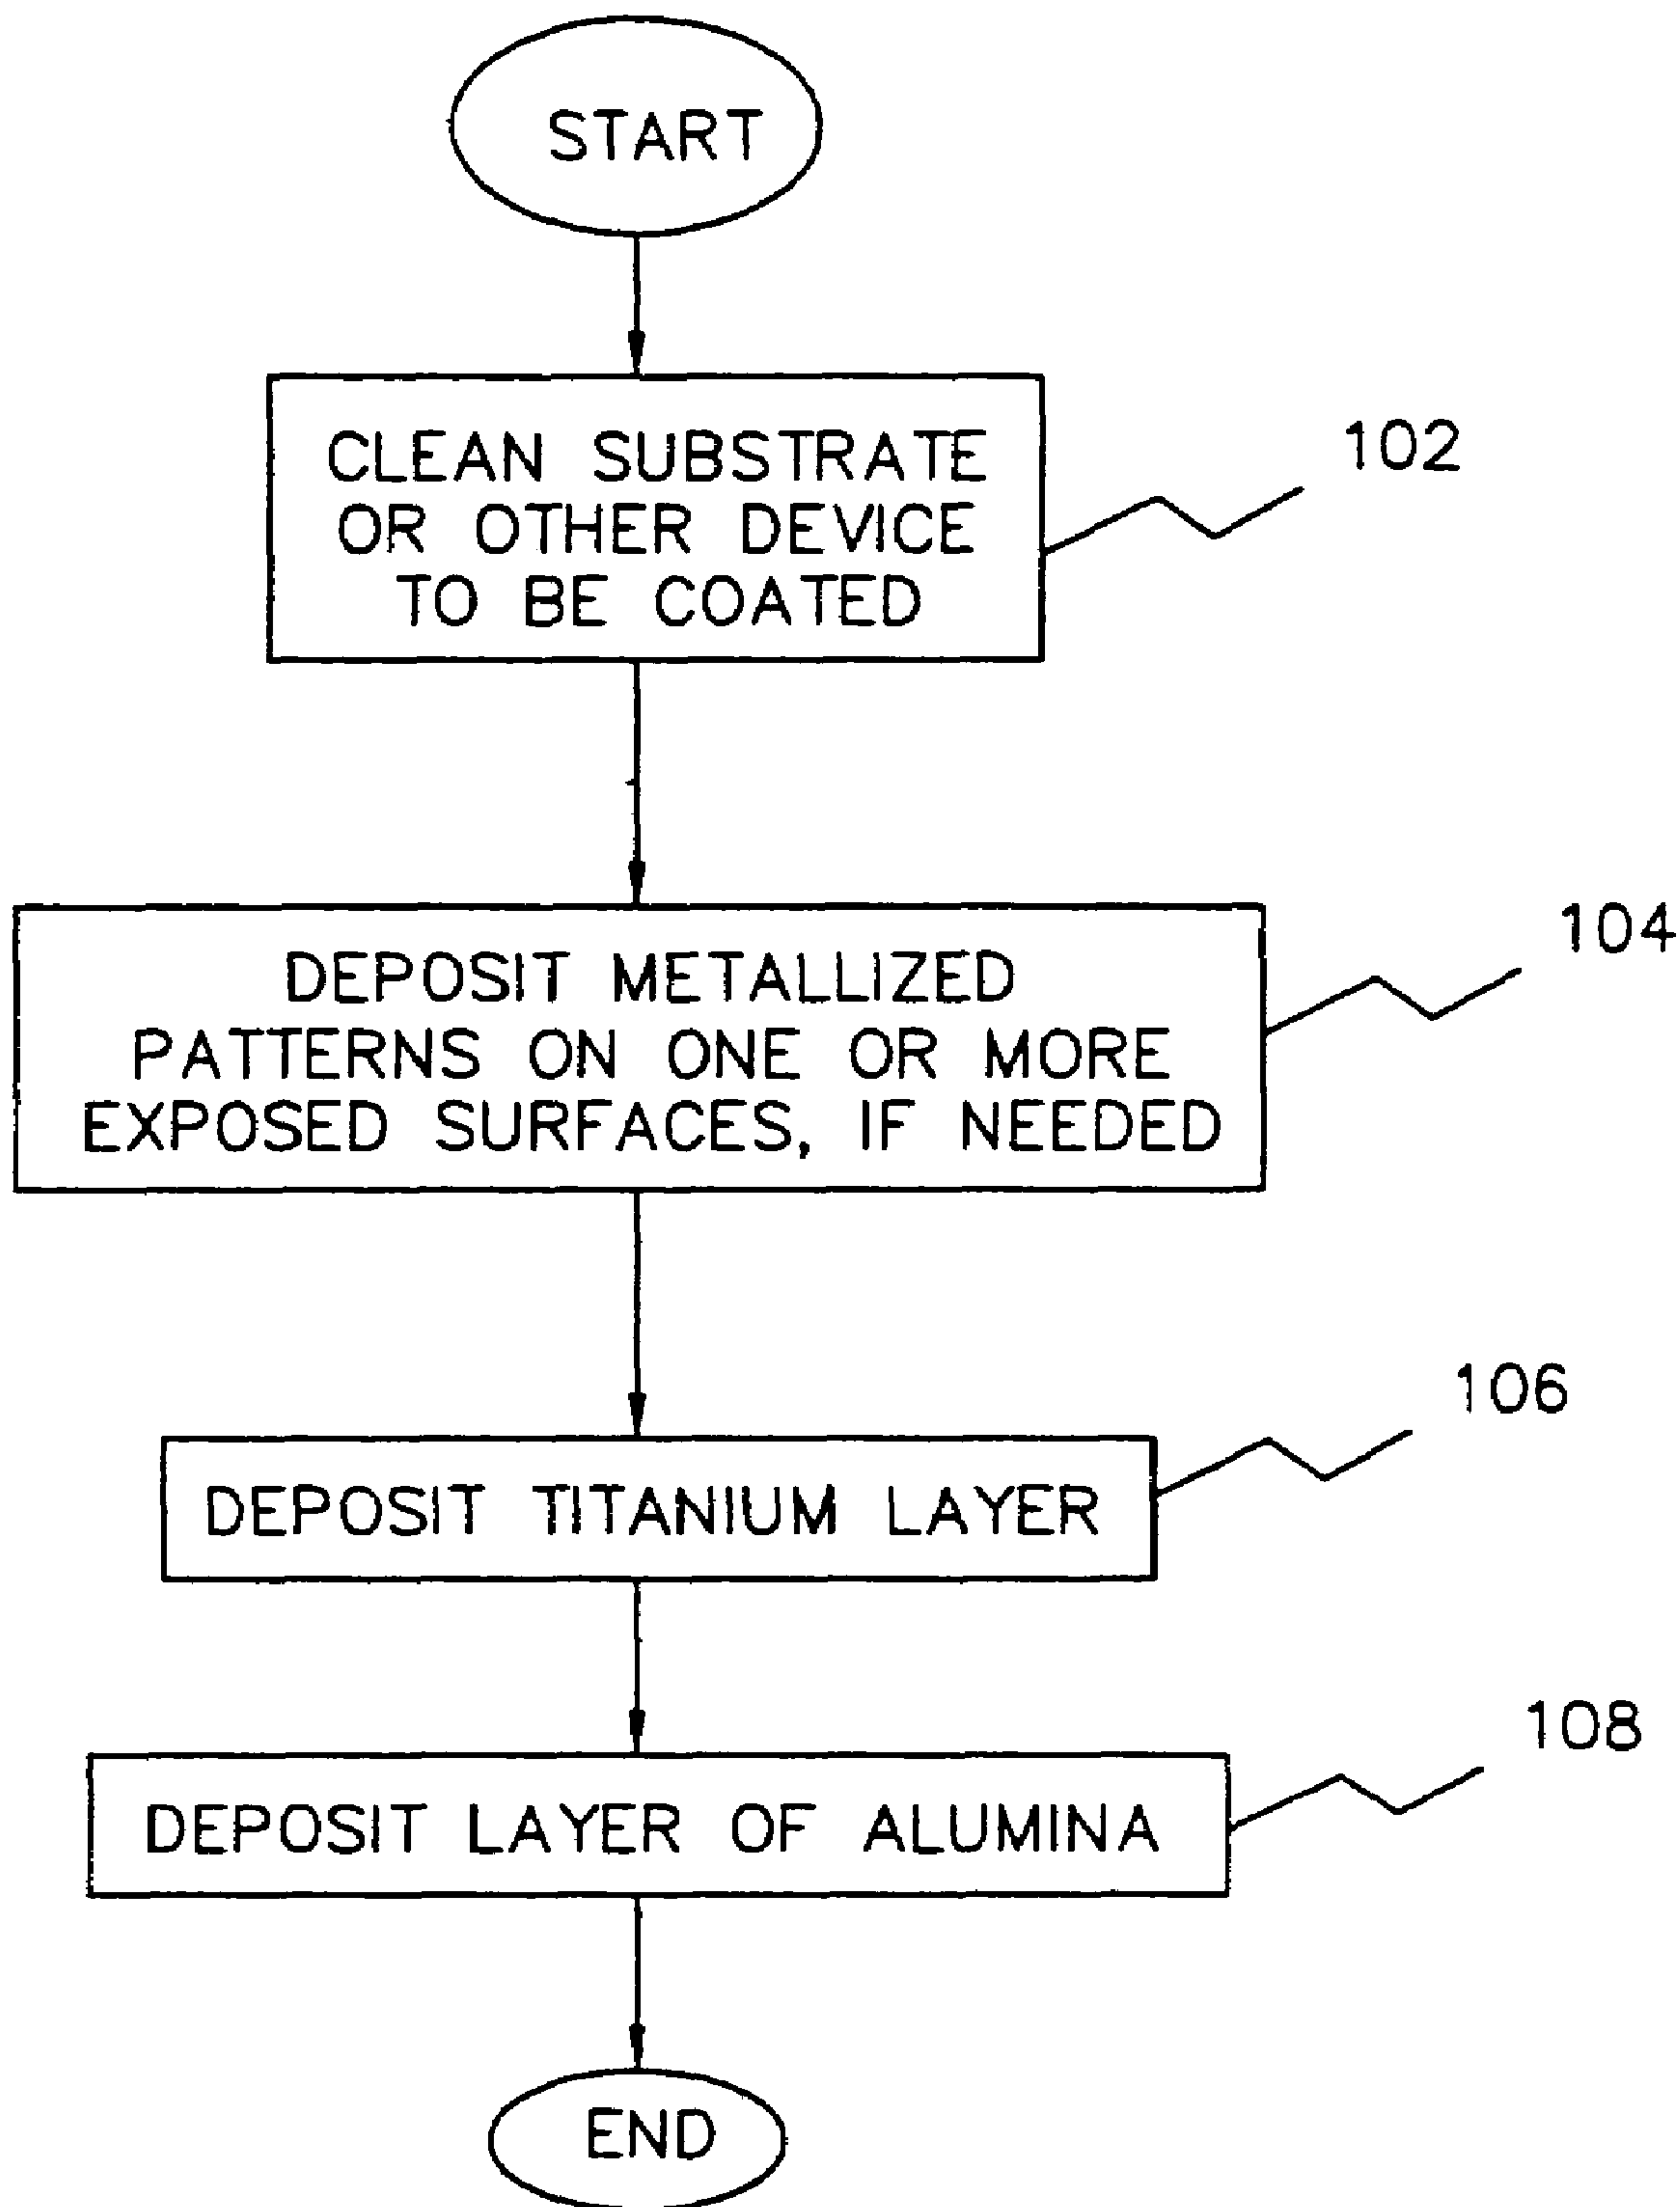 START
CLEAN SUBSTRATE
OR OTHER DEVICE
TO BE COATED
102
DEPOSIT METALLIZED
PATTERNS ON ONE OR MORE
EXPOSED SURFACES, IF NEEDED
104
DEPOSIT TITANIUM LAYER
106
DEPOSIT LAYER OF ALUMINA
108
END